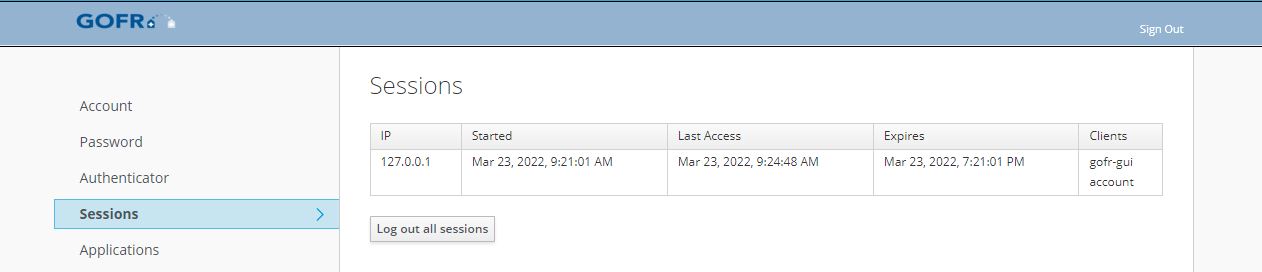 GOFR
Sign Out
Account
Password
Authenticator
Sessions
Applications
Sessions
IP Started Last Access Expires Clients
127.0.0.1 Mar 23, 2022, 9:21:01 AM Mar 23, 2022, 9:24:48 AM Mar 23, 2022, 7:21:01 PM gofr-gui
account
Log out all sessions